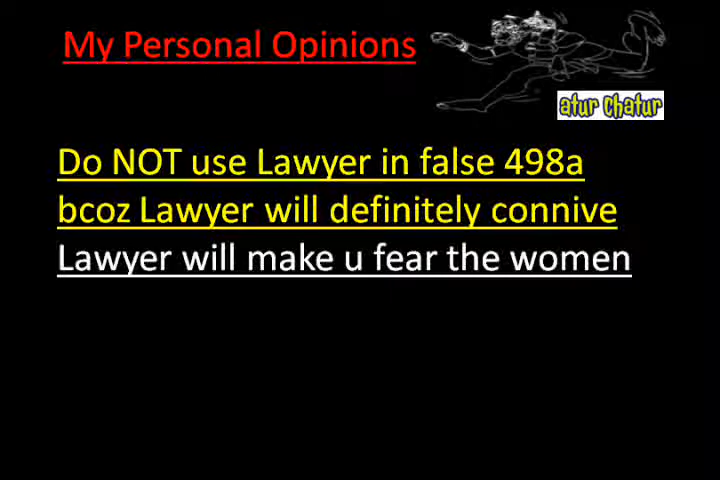 My Personal Opinions
atur chatur
Do NOT use Lawyer in false 498a
bcoz Lawyer will definitely connive
Lawyer will make u fear the women